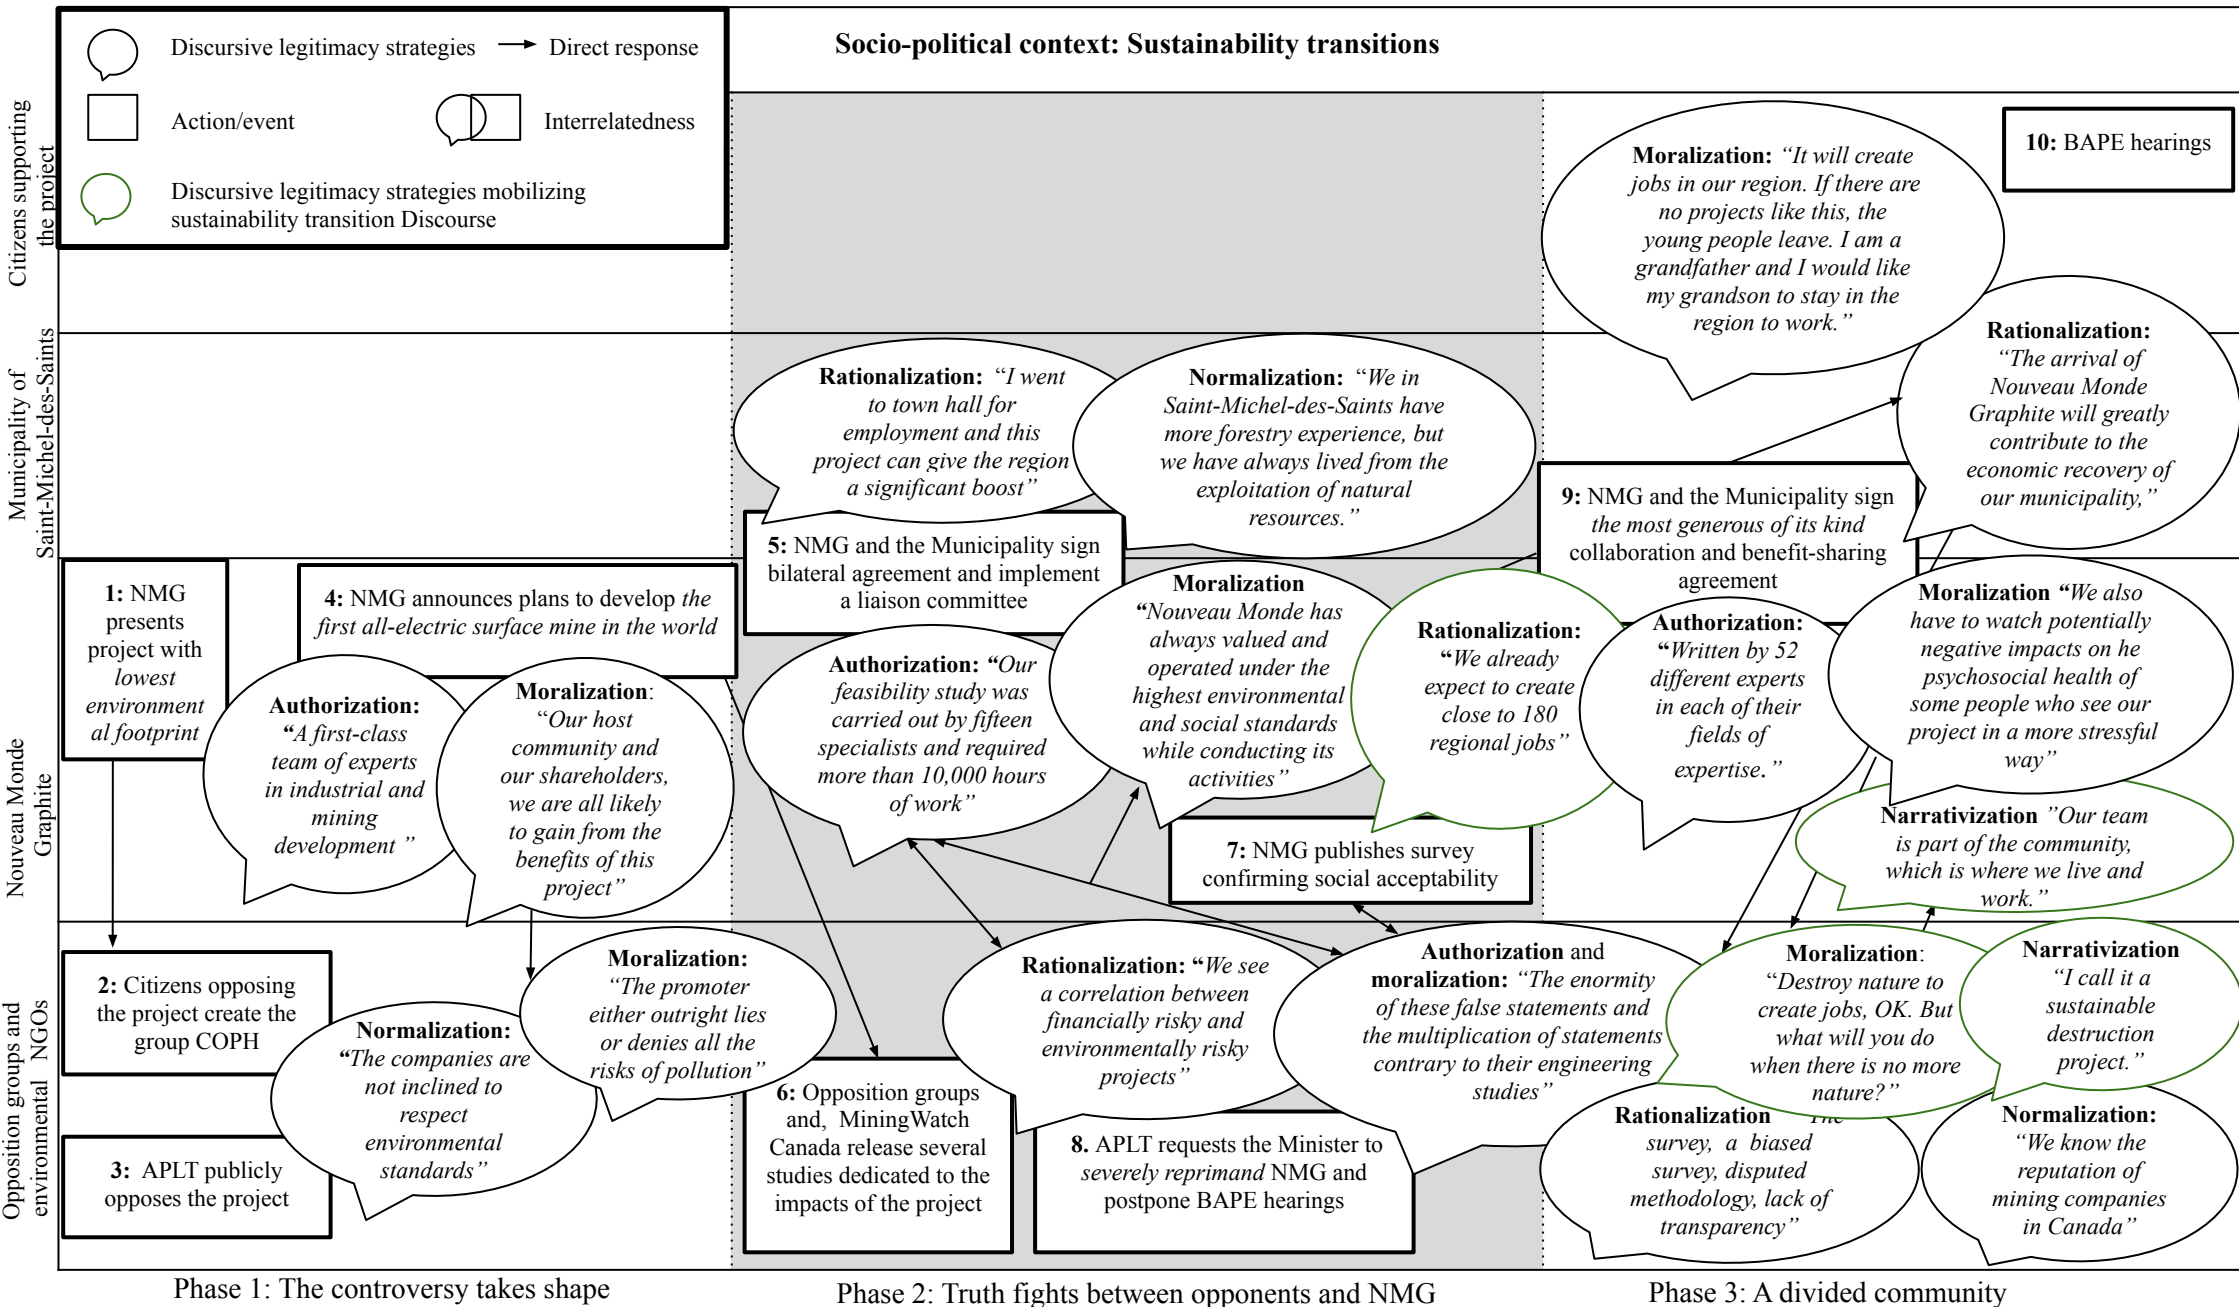 Discursive legitimacy strategies
Direct response
Action/event
Interrelatedness
Discursive legitimacy strategies mobilizing
sustainability transition Discourse
Socio-political context: Sustainability transitions
Citizens supporting
the project
Moralization: “It will create
jobs in our region. If there are
no projects like this, the
young people leave. I am a
grandfather and I would like
my grandson to stay in the
region to work.”
10: BAPE hearings
Municipality of
Saint-Michel-des-Saints
Rationalization: “I went
to town hall for
employment and this
project can give the region
a significant boost”
Normalization: “We in
Saint-Michel-des-Saints have
more forestry experience, but
we have always lived from the
exploitation of natural
resources.”
Rationalization:
“The arrival of
Nouveau Monde
Graphite will greatly
contribute to the
economic recovery of
our municipality,”
5: NMG and the Municipality sign
bilateral agreement and implement
a liaison committee
9: NMG and the Municipality sign
the most generous of its kind
collaboration and benefit-sharing
agreement
Nouveau Monde
Graphite
1: NMG
presents
project with
lowest
environment
al footprint
4: NMG announces plans to develop the
first all-electric surface mine in the world
Authorization:
“A first-class
team of experts
in industrial and
mining
development ”
Moralization:
“Our host
community and
our shareholders,
we are all likely
to gain from the
benefits of this
project”
Authorization: “Our
feasibility study was
carried out by fifteen
specialists and required
more than 10,000 hours
of work”
Moralization
“Nouveau Monde has
always valued and
operated under the
highest environmental
and social standards
while conducting its
activities”
Rationalization:
“We already
expect to create
close to 180
regional jobs”
Authorization:
“Written by 52
different experts
in each of their
fields of
expertise.”
Moralization “We also
have to watch potentially
negative impacts on he
psychosocial health of
some people who see our
project in a more stressful
way”
7: NMG publishes survey
confirming social acceptability
Narrativization ”Our team
is part of the community,
which is where we live and
work.”
Opposition groups and
environmental NGOs
2: Citizens opposing
the project create the
group COPH
3: APLT publicly
opposes the project
Normalization:
“The companies are
not inclined to
respect
environmental
standards”
Moralization:
“The promoter
either outright lies
or denies all the
risks of pollution”
6: Opposition groups
and, MiningWatch
Canada release several
studies dedicated to the
impacts of the project
Rationalization: “We see
a correlation between
financially risky and
environmentally risky
projects”
8. APLT requests the Minister to
severely reprimand NMG and
postpone BAPE hearings
Authorization and
moralization: “The enormity
of these false statements and
the multiplication of statements
contrary to their engineering
studies”
Moralization:
“Destroy nature to
create jobs, OK. But
what will you do
when there is no more
nature?”
Narrativization
“I call it a
sustainable
destruction
project.”
Rationalization
survey, a biased
survey, disputed
methodology, lack of
transparency”
Normalization:
“We know the
reputation of
mining companies
in Canada”
Phase 1: The controversy takes shape
Phase 2: Truth fights between opponents and NMG
Phase 3: A divided community